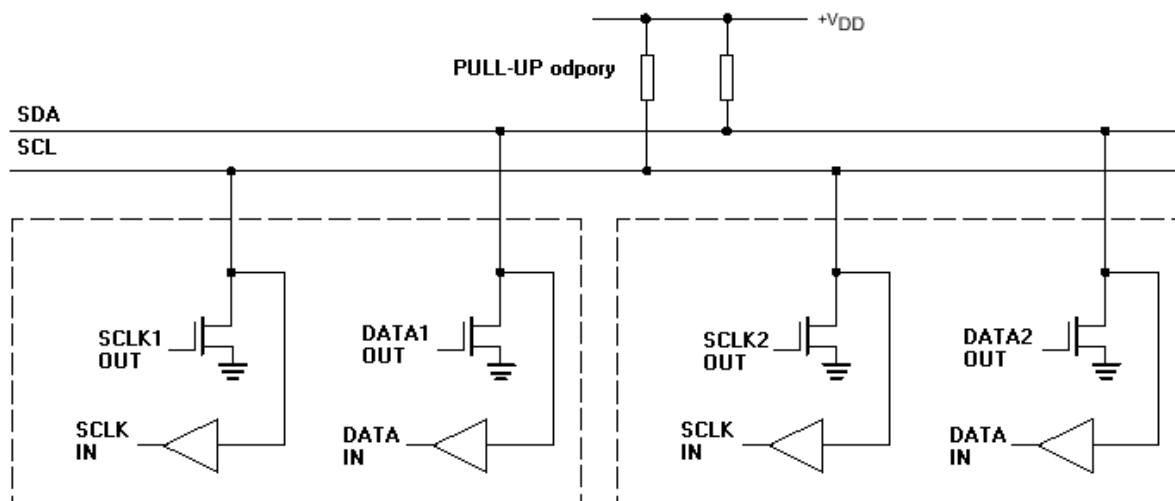 +VDD
PULL-UP odpory
SDA
SCL
SCLK1
OUT
DATA1
OUT
SCLK2
OUT
DATA2
OUT
SCLK
IN
DATA
IN
SCLK
IN
DATA
IN